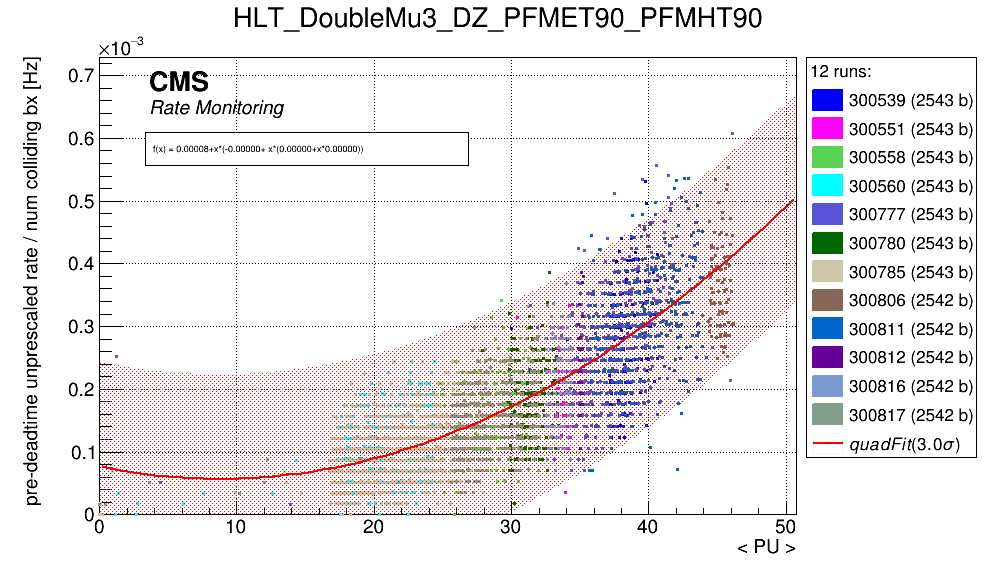 HLT_DoubleMu3_DZ_PFMET90_PFMHT90
×10⁻³
pre-deadtime unprescaled rate / num colliding bx [Hz]
0.7
0.6
0.5
0.4
0.3
0.2
0.1
0
CMS
Rate Monitoring
f(x) = 0.00008+x*(-0.00000+ x*(0.00000+x*0.00000))
0 10 20 30 40 50
< PU >
12 runs:
300539 (2543 b)
300551 (2543 b)
300558 (2543 b)
300560 (2543 b)
300777 (2543 b)
300780 (2543 b)
300785 (2543 b)
300806 (2542 b)
300811 (2542 b)
300812 (2542 b)
300816 (2542 b)
300817 (2542 b)
quadFit(3.0σ)